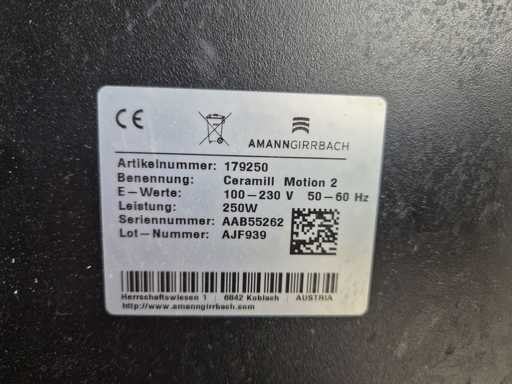 CE
AMANNGIRRBACH
Artikelnummer: 179250
Benennung: Ceramill Motion 2
E-Werte: 100-230 V 50-60 Hz
Leistung: 250W
Seriennummer: AAB55262
Lot-Nummer: AJF939
Herrschaftswiesen 1 | 6842 Koblach | AUSTRIA
http://www.amanngirrbach.com